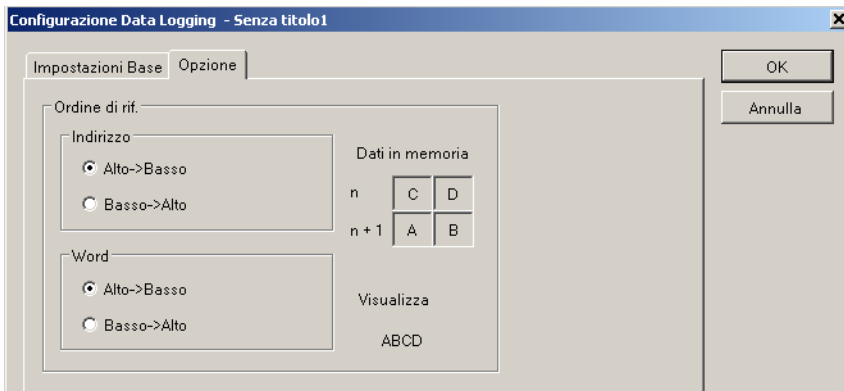 Configurazione Data Logging - Senza titolo1
Impostazioni Base
Opzione
OK
Annulla
Ordine di rif.
Indirizzo
Alto->Basso
Basso->Alto
Dati in memoria
n C D
n + 1 A B
Word
Alto->Basso
Basso->Alto
Visualizza
ABCD